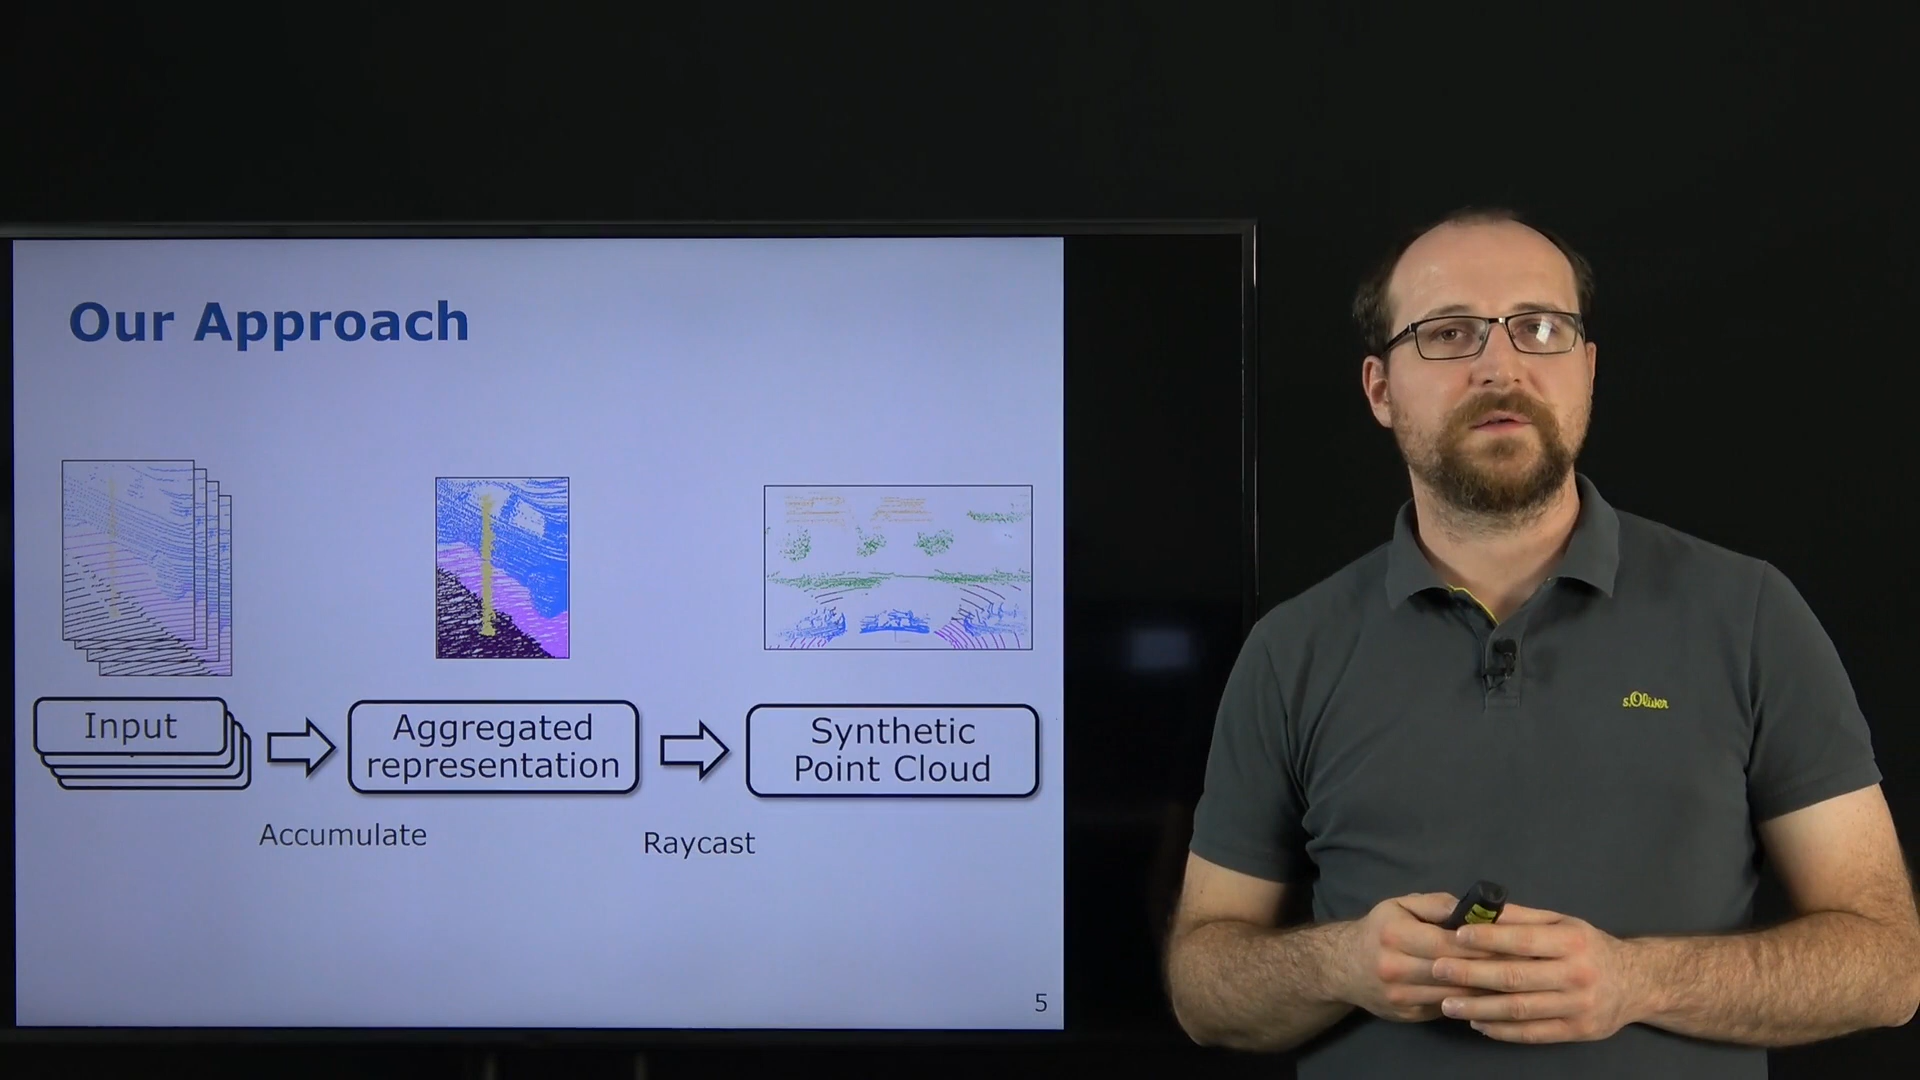 Our Approach
Input
Aggregated
representation
Synthetic
Point Cloud
Accumulate
Raycast
5
s.Oliver